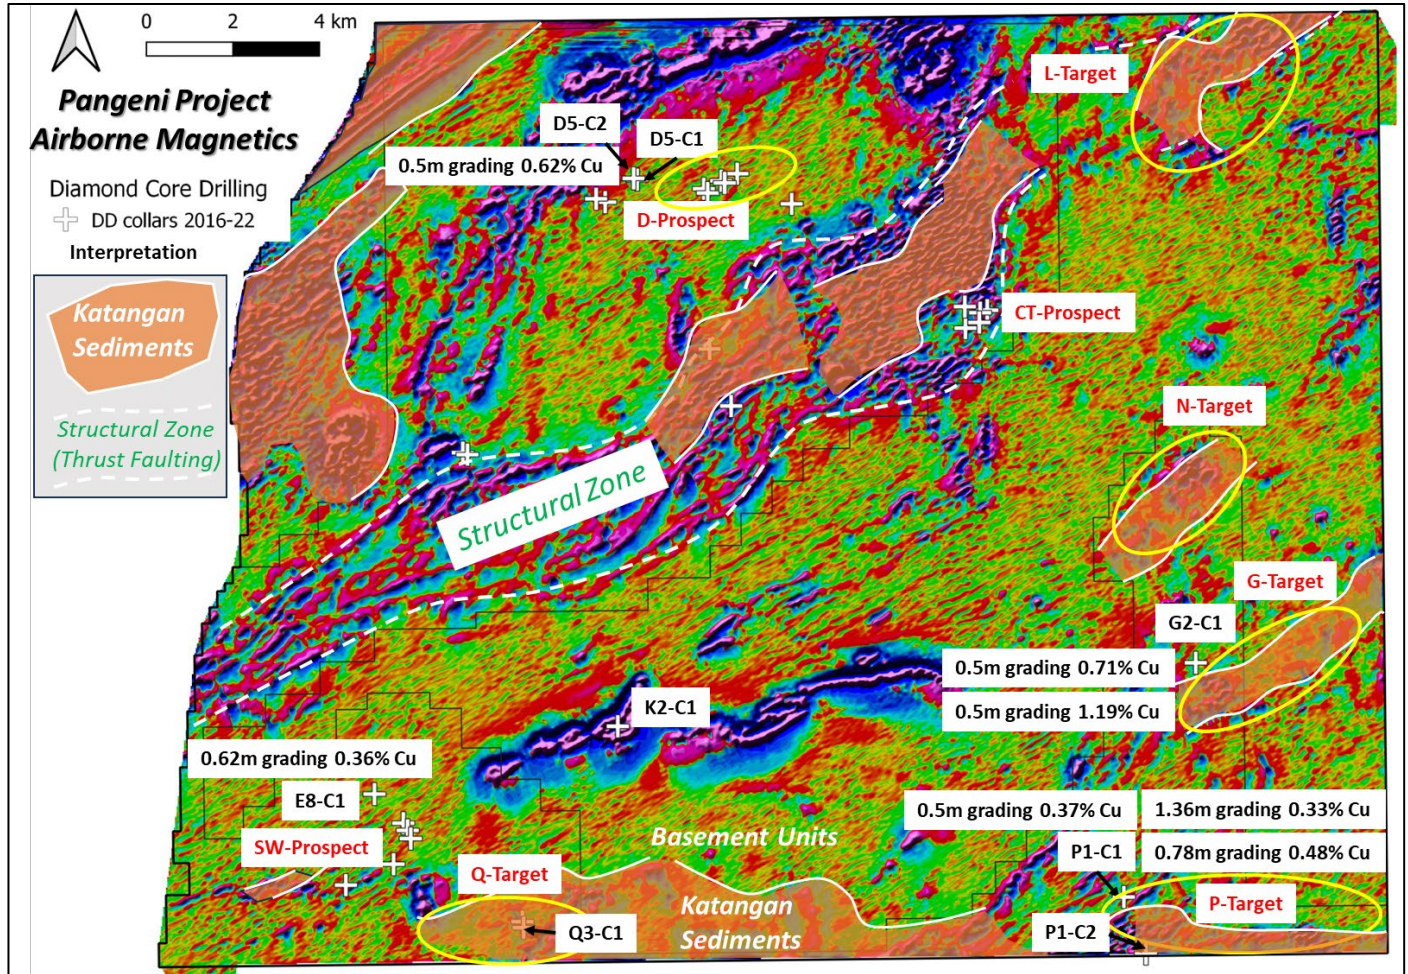 0 2 4 km
Pangeni Project
Airborne Magnetics
Diamond Core Drilling
DD collars 2016-22
Interpretation
Katangan
Sediments
Structural Zone
(Thrust Faulting)
L-Target
D5-C2
D5-C1
0.5m grading 0.62% Cu
D-Prospect
CT-Prospect
N-Target
Structural Zone
G-Target
G2-C1
0.5m grading 0.71% Cu
0.5m grading 1.19% Cu
K2-C1
0.62m grading 0.36% Cu
E8-C1
SW-Prospect
0.5m grading 0.37% Cu
1.36m grading 0.33% Cu
0.78m grading 0.48% Cu
Basement Units
P1-C1
Q-Target
P-Target
Katangan
Sediments
Q3-C1
P1-C2